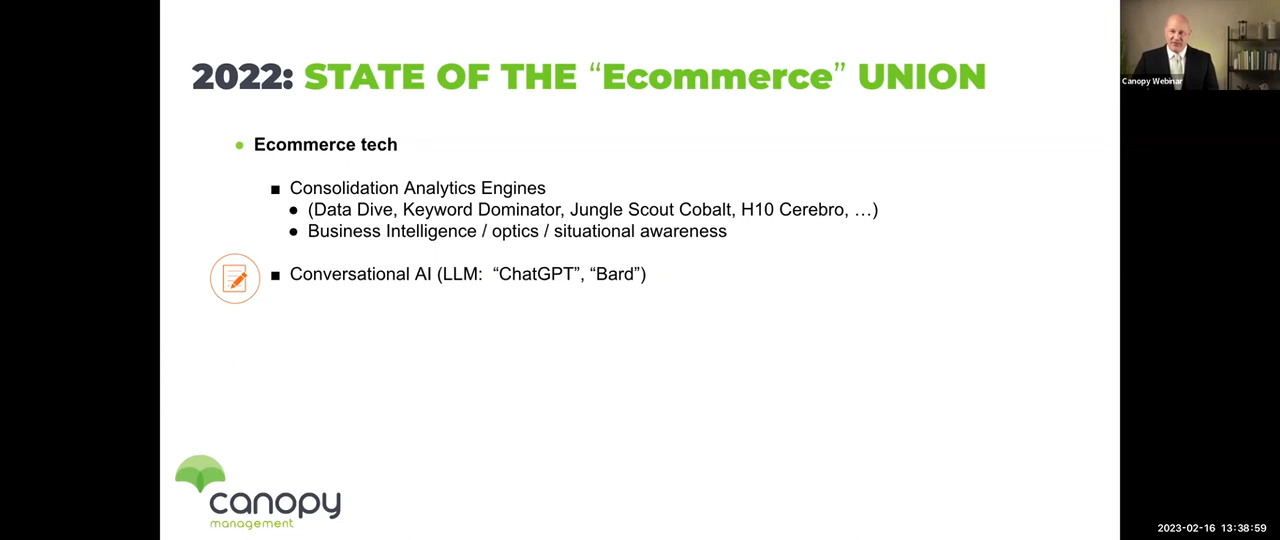 2022: STATE OF THE “Ecommerce” UNION
Canopy Webinar
● Ecommerce tech
■ Consolidation Analytics Engines
● (Data Dive, Keyword Dominator, Jungle Scout Cobalt, H10 Cerebro, …)
● Business Intelligence / optics / situational awareness
■ Conversational AI (LLM: “ChatGPT”, “Bard”)
canopy
management
2023-02-16 13:38:59